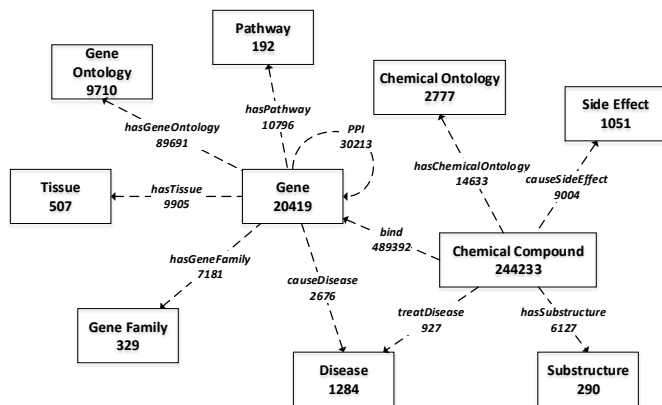 Pathway
192
Gene
Ontology
9710
Chemical Ontology
2777
Side Effect
1051
hasPathway
10796
PPI
30213
hasGeneOntology
89691
hasChemicalOntology
14633
causeSideEffect
9004
Tissue
507
hasTissue
9905
Gene
20419
bind
489392
Chemical Compound
244233
hasGeneFamily
7181
causeDisease
2676
treatDisease
927
hasSubstructure
6127
Gene Family
329
Disease
1284
Substructure
290